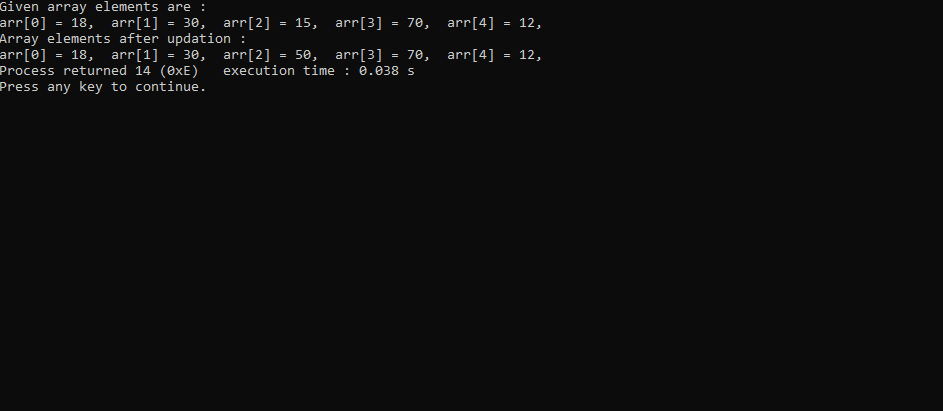 Given array elements are :
arr[0] = 18,  arr[1] = 30,  arr[2] = 15,  arr[3] = 70,  arr[4] = 12,
Array elements after updation :
arr[0] = 18,  arr[1] = 30,  arr[2] = 50,  arr[3] = 70,  arr[4] = 12,
Process returned 14 (0xE)   execution time : 0.038 s
Press any key to continue.